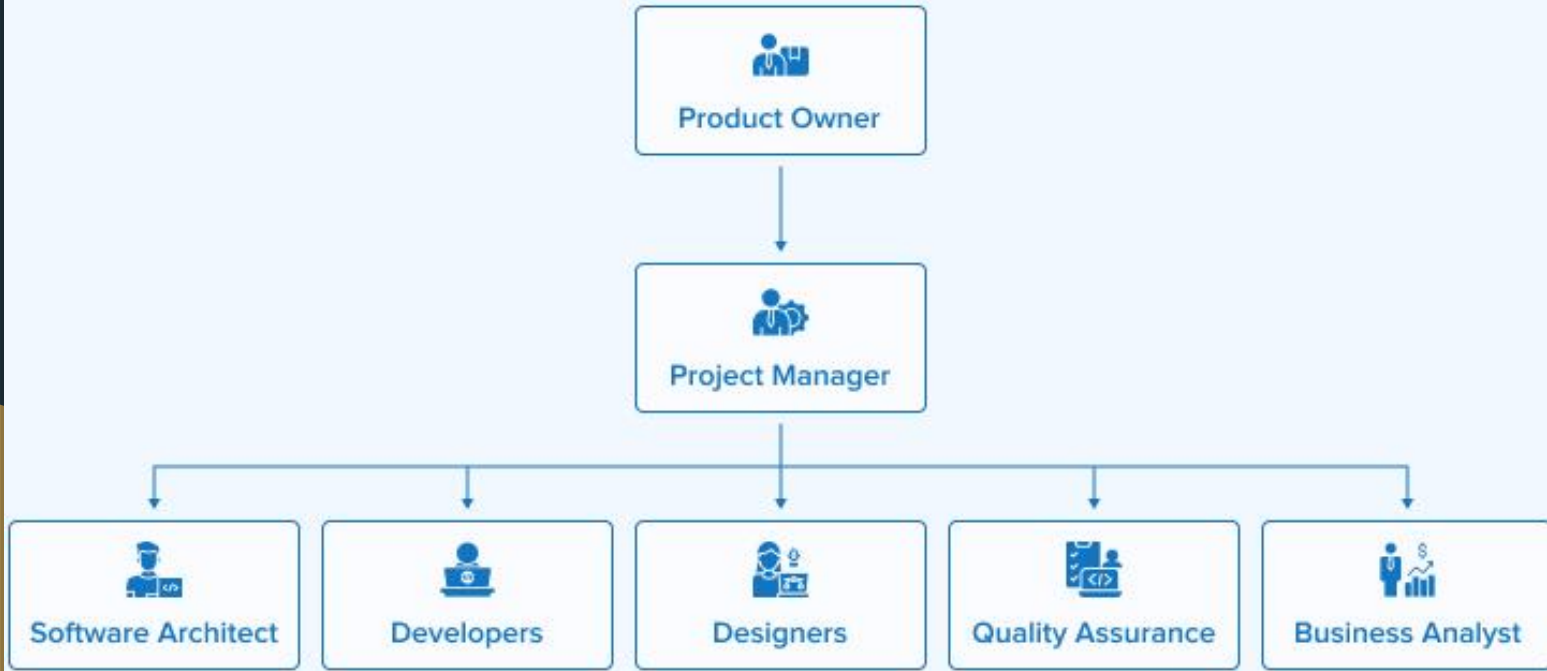 Product Owner
Project Manager
Software Architect
Developers
Designers
Quality Assurance
Business Analyst